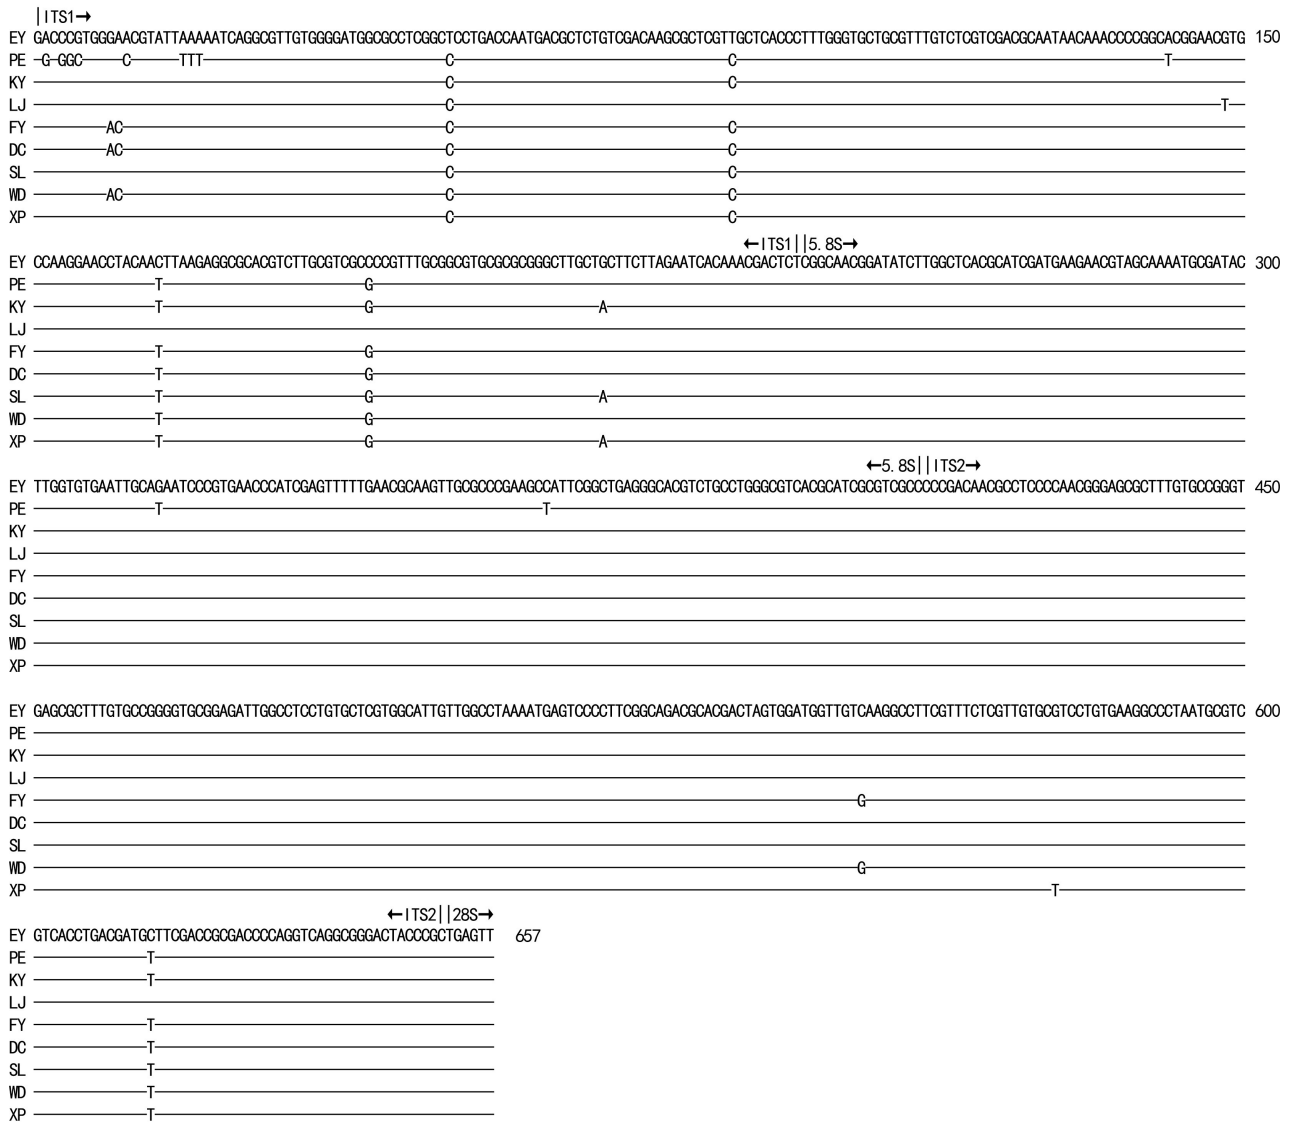 |ITS1→
EY GACCCGTGGGAACGTATTAAAAATCAGGCGTTGTGGGGATGGCGCCTCGGCTCCTGACCAATGACGCTCTGTCGACAAGCGCTCGTTGCTCACCCTTTGGGTGCTGCGTTTGTCTCGTCGACGCAATAACAAACCCCGGCACGGAACGTG 150
PE G GGC C TTT C C T
KY C C
LJ C T
FY AC C C
DC AC C C
SL C C
WD AC C C
XP C C
←ITS1||5.8S→
EY CCAAGGAACCTACAACTTAAGAGGCGCACGTCTTGCGTCGCCCCGTTTGCGGCGTGCGCGCGGGCTTGCTGCTTCTTAGAATCACAAACGACTCTCGGCAACGGATATCTTGGCTCACGCATCGATGAAGAACGTAGCAAAATGCGATAC 300
PE T G
KY T G A
LJ
FY T G
DC T G
SL T G A
WD T G
XP T G A
←5.8S||ITS2→
EY TTGGTGTGAATTGCAGAATCCCGTGAACCCATCGAGTTTTTGAACGCAAGTTGCGCCCGAAGCCATTCGGCTGAGGGCACGTCTGCCTGGGCGTCACGCATCGCGTCGCCCCCGACAACGCCTCCCCAACGGGAGCGCTTTGTGCCGGGT 450
PE T T
KY
LJ
FY
DC
SL
WD
XP
EY GAGCGCTTTGTGCCGGGGTGCGGAGATTGGCCTCCTGTGCTCGTGGCATTGTTGGCCTAAAATGAGTCCCCTTCGGCAGACGCACGACTAGTGGATGGTTGTCAAGGCCTTCGTTTCTCGTTGTGCGTCCTGTGAAGGCCCTAATGCGTC 600
PE
KY
LJ
FY G
DC
SL
WD G
XP T
←ITS2||28S→
EY GTCACCTGACGATGCTTCGACCGCGACCCCAGGTCAGGCGGGACTACCCGCTGAGTT 657
PE T
KY T
LJ
FY T
DC T
SL T
WD T
XP T